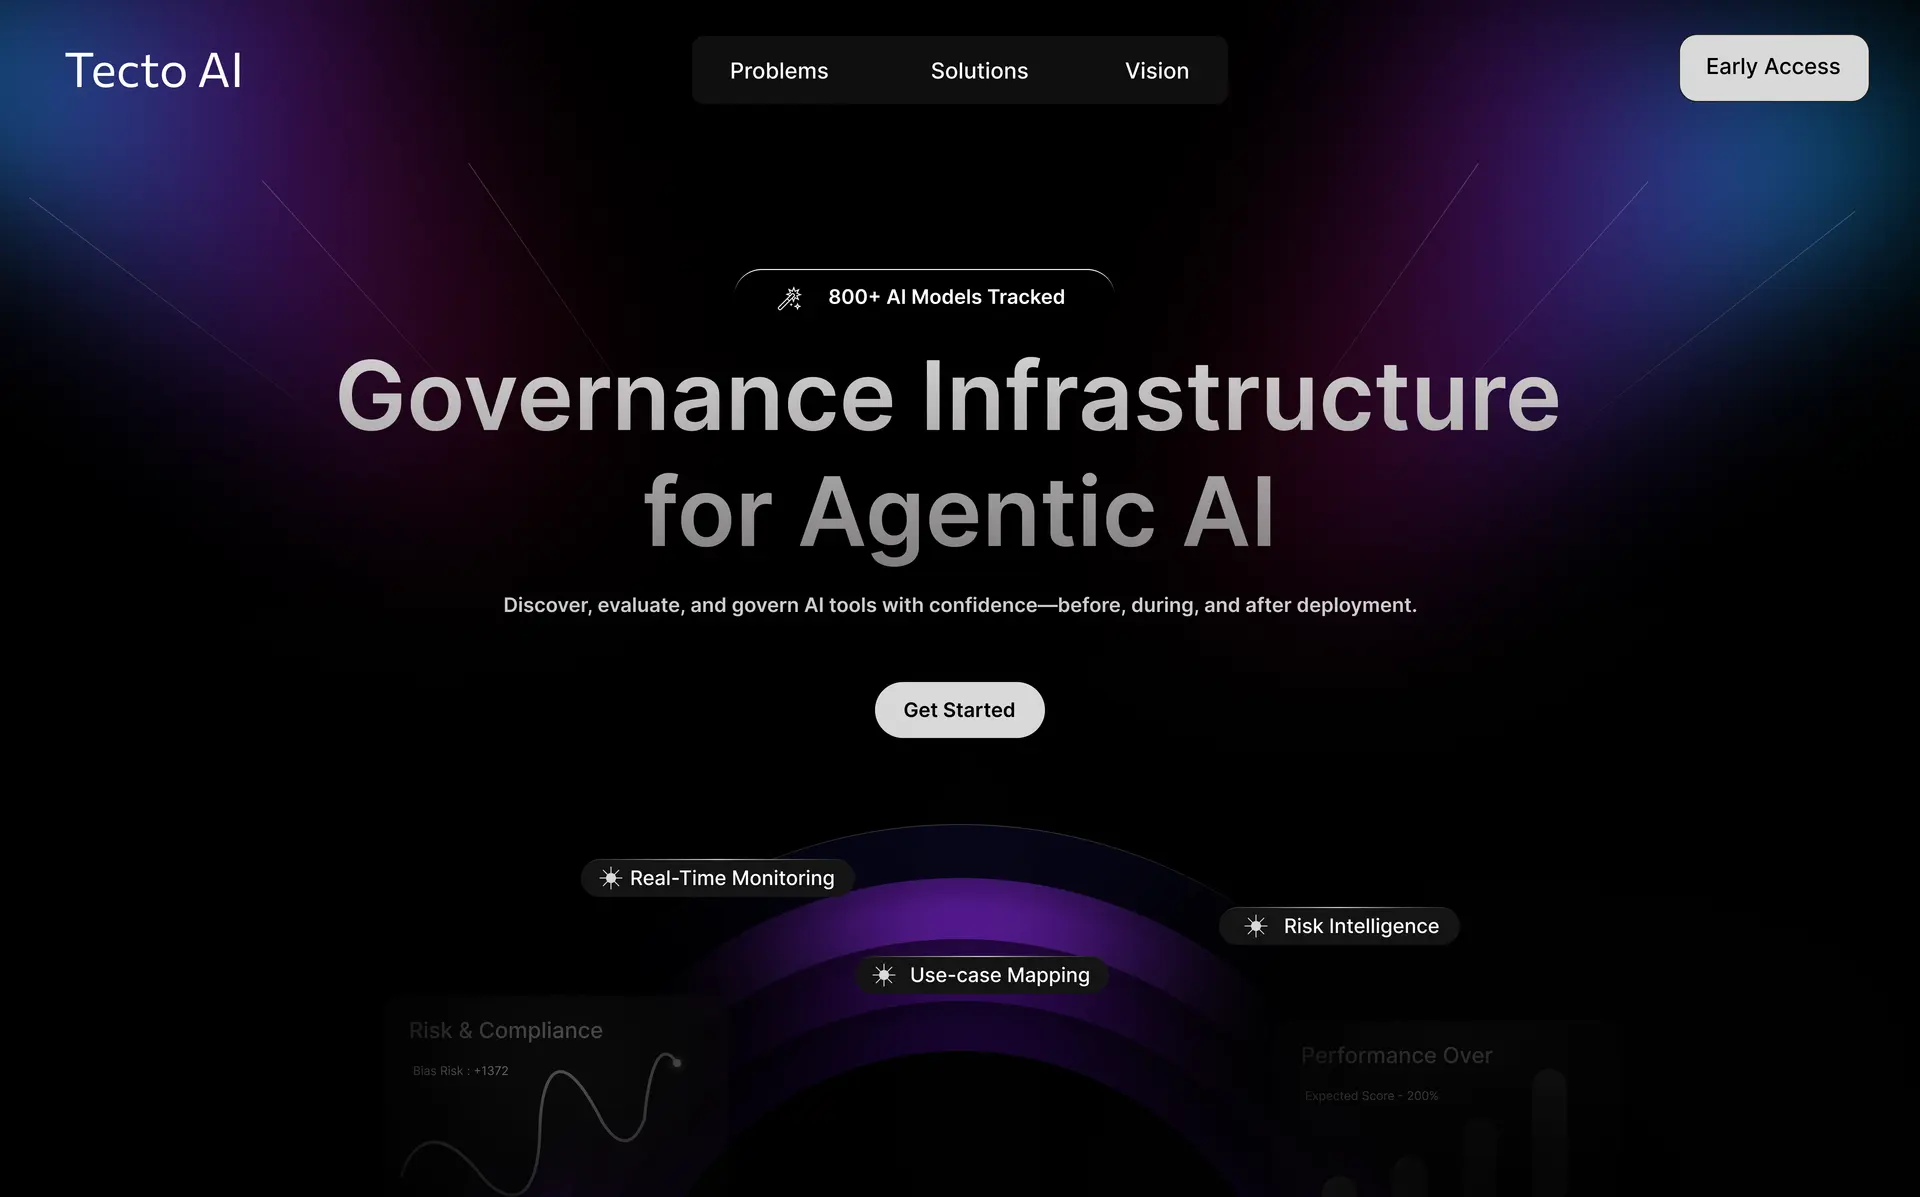 Tecto AI
Problems
Solutions
Vision
Early Access
800+ AI Models Tracked
Governance Infrastructure
for Agentic AI
Discover, evaluate, and govern AI tools with confidence—before, during, and after deployment.
Get Started
Real-Time Monitoring
Risk Intelligence
Use-case Mapping
Risk & Compliance
Bias Risk : +1372
Performance Over
Expected Score - 200%